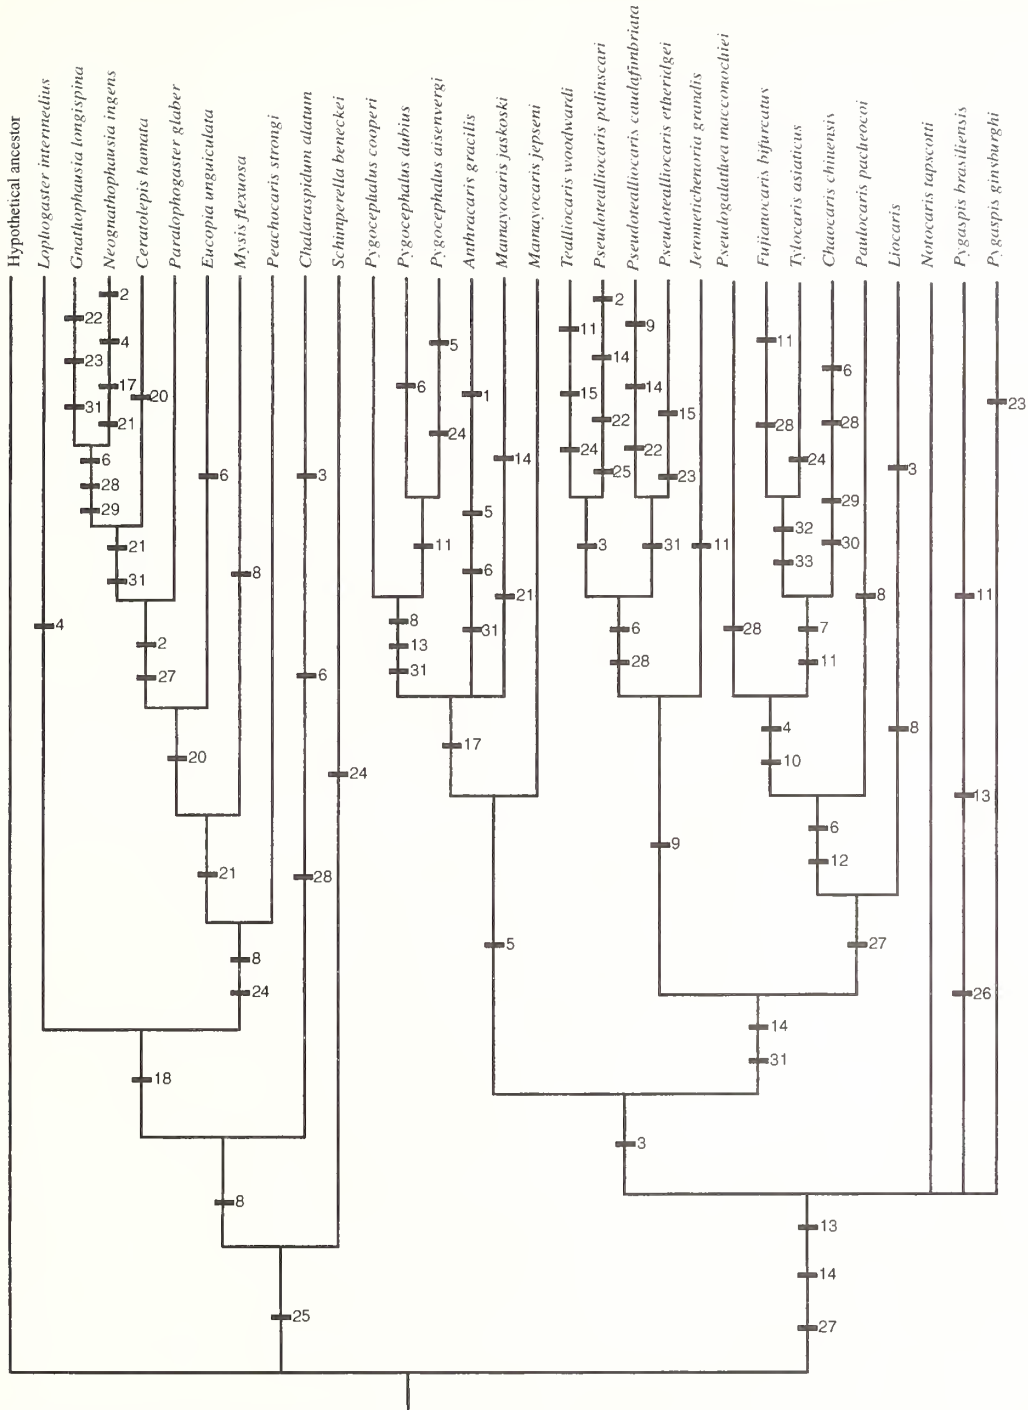 Hypothetical ancestor
Lophogaster intermedius
Gnathophausia longispina
Neognathophausia ingens
Ceratolepis hamata
Paralophogaster glaber
Eucopia unguiculata
Mysis flexuosa
Peachocaris strongi
Chalaraspidum alatum
Schimperella beneckei
Pygocephalus cooperi
Pygocephalus dubius
Pygocephalus aisenvergi
Anthracaris gracilis
Mamayocaris jaskoski
Mamayocaris jepseni
Tealliocaris woodwardi
Pseudotealliocaris palinscari
Pseudotealliocaris caudafimbriata
Pseudotealliocaris etheridgei
Jerometichenoria grandis
Pseudogalathea macconochiei
Fujianocaris bifurcatus
Tylocaris asiaticus
Chaocaris chinensis
Paulocaris pacheocoi
Liocaris
Notocaris tapscotti
Pygaspis brasiliensis
Pygaspis ginsburghi
4
22
23
31
2
4
17
21
6
28
29
20
21
31
2
27
6
20
8
21
8
24
18
3
6
28
8
24
25
6
5
24
11
8
13
31
1
5
6
31
14
21
17
5
11
15
24
2
14
22
25
3
9
14
22
15
23
31
6
28
11
9
28
11
28
24
32
33
6
28
29
30
7
11
4
10
8
6
12
3
8
27
14
31
3
11
13
26
23
13
14
27